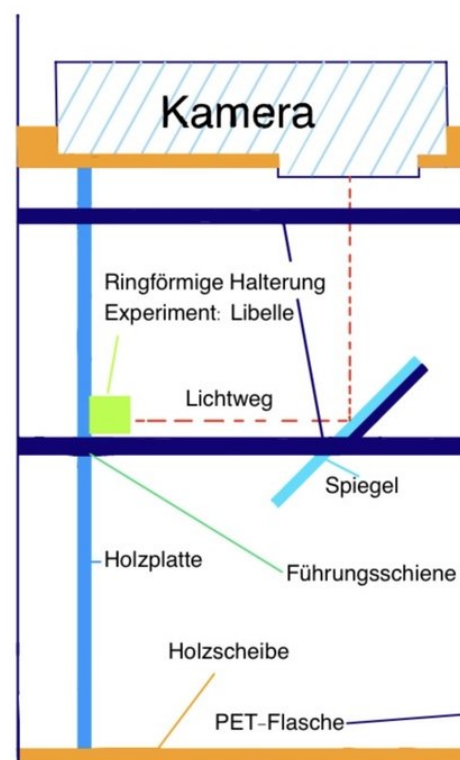 Kamera
Ringförmige Halterung
Experiment: Libelle
Lichtweg
Spiegel
Holzplatte
Führungsschiene
Holzscheibe
PET-Flasche